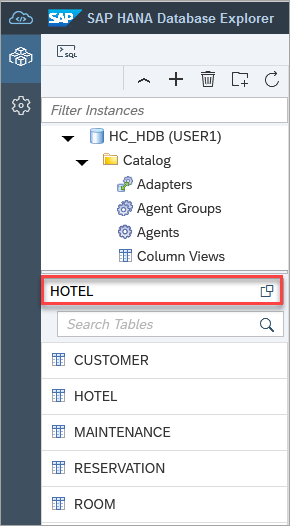 SAP SAP HANA Database Explorer
SQL
Filter Instances
HC_HDB (USER1)
Catalog
Adapters
Agent Groups
Agents
Column Views
HOTEL
Search Tables
CUSTOMER
HOTEL
MAINTENANCE
RESERVATION
ROOM